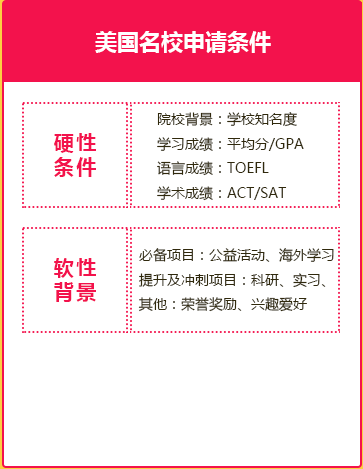 美国名校申请条件
硬性
条件
院校背景：学校知名度
学习成绩：平均分/GPA
语言成绩：TOEFL
学术成绩：ACT/SAT
软性
背景
必备项目：公益活动、海外学习
提升及冲刺项目：科研、实习、
其他：荣誉奖励、兴趣爱好